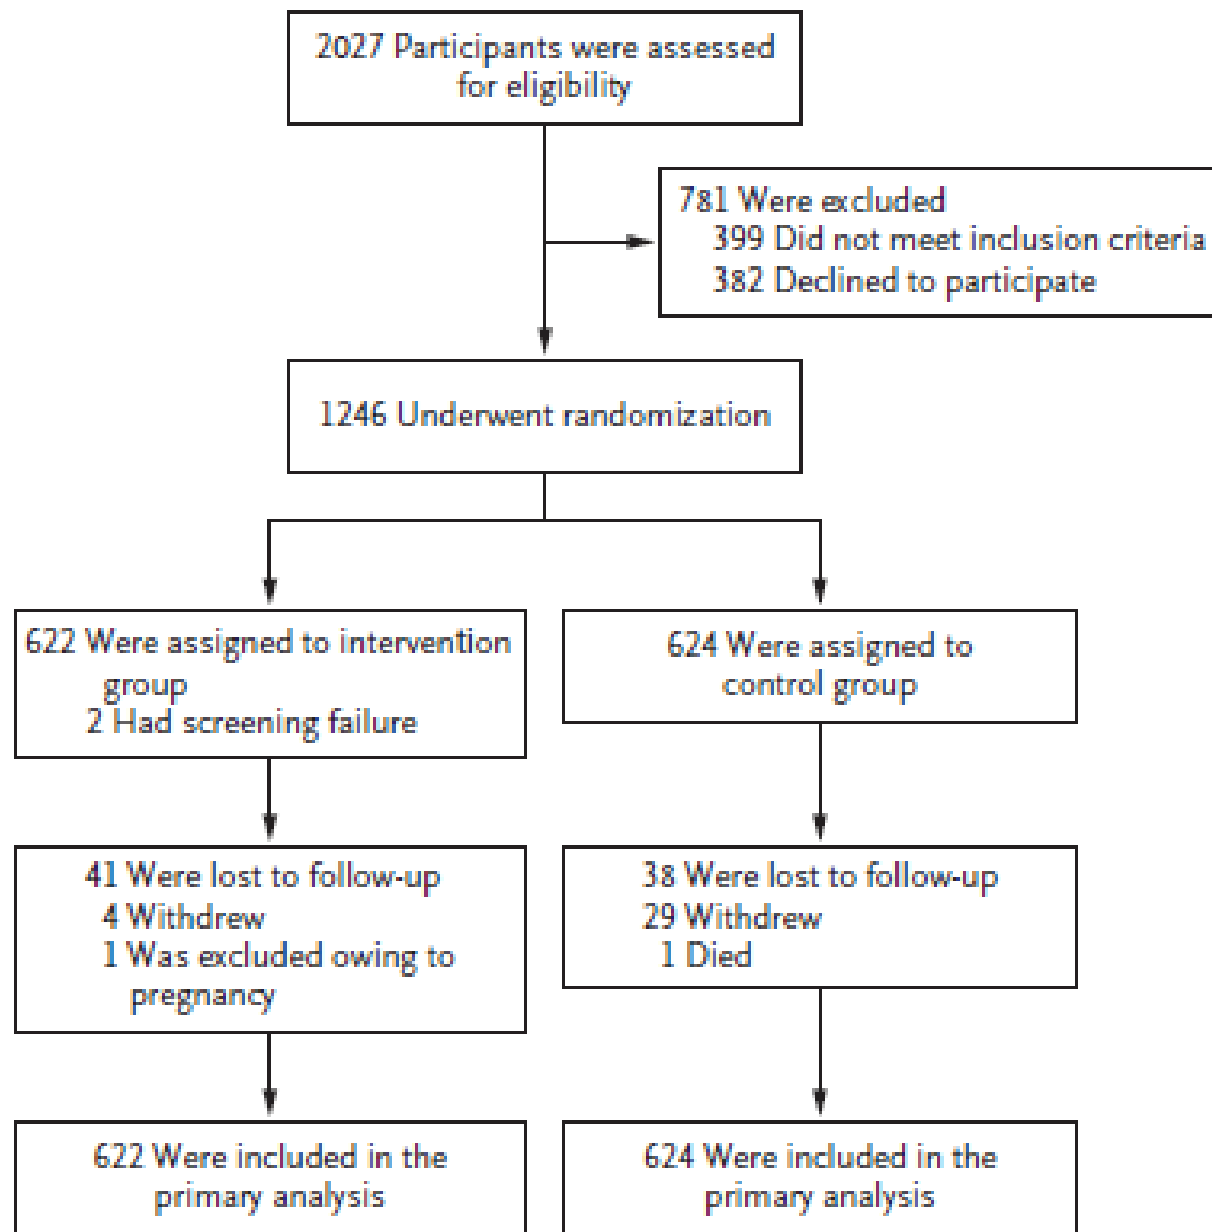 2027 Participants were assessed
for eligibility
781 Were excluded
399 Did not meet inclusion criteria
382 Declined to participate
1246 Underwent randomization
622 Were assigned to intervention
group
2 Had screening failure
624 Were assigned to
control group
41 Were lost to follow-up
4 Withdrew
1 Was excluded owing to
pregnancy
38 Were lost to follow-up
29 Withdrew
1 Died
622 Were included in the
primary analysis
624 Were included in the
primary analysis